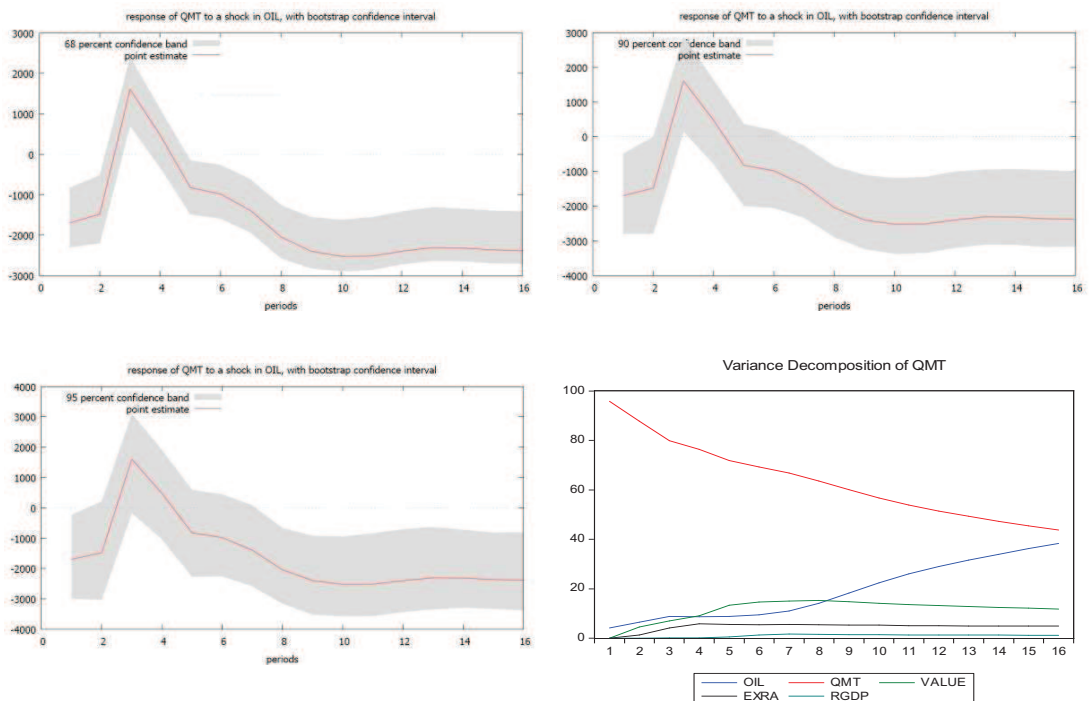 response of QMT to a shock in OIL, with bootstrap confidence interval
3000
2000
1000
0
-1000
-2000
-3000
68 percent confidence band
point estimate
0 2 4 6 8 10 12 14 16
periods
response of QMT to a shock in OIL, with bootstrap confidence interval
3000
2000
1000
0
-1000
-2000
-3000
-4000
90 percent confidence band
point estimate
0 2 4 6 8 10 12 14 16
periods
response of QMT to a shock in OIL, with bootstrap confidence interval
4000
3000
2000
1000
0
-1000
-2000
-3000
-4000
95 percent confidence band
point estimate
0 2 4 6 8 10 12 14 16
periods
Variance Decomposition of QMT
100
80
60
40
20
0
1 2 3 4 5 6 7 8 9 10 11 12 13 14 15 16
OIL QMT VALUE
EXRA RGDP